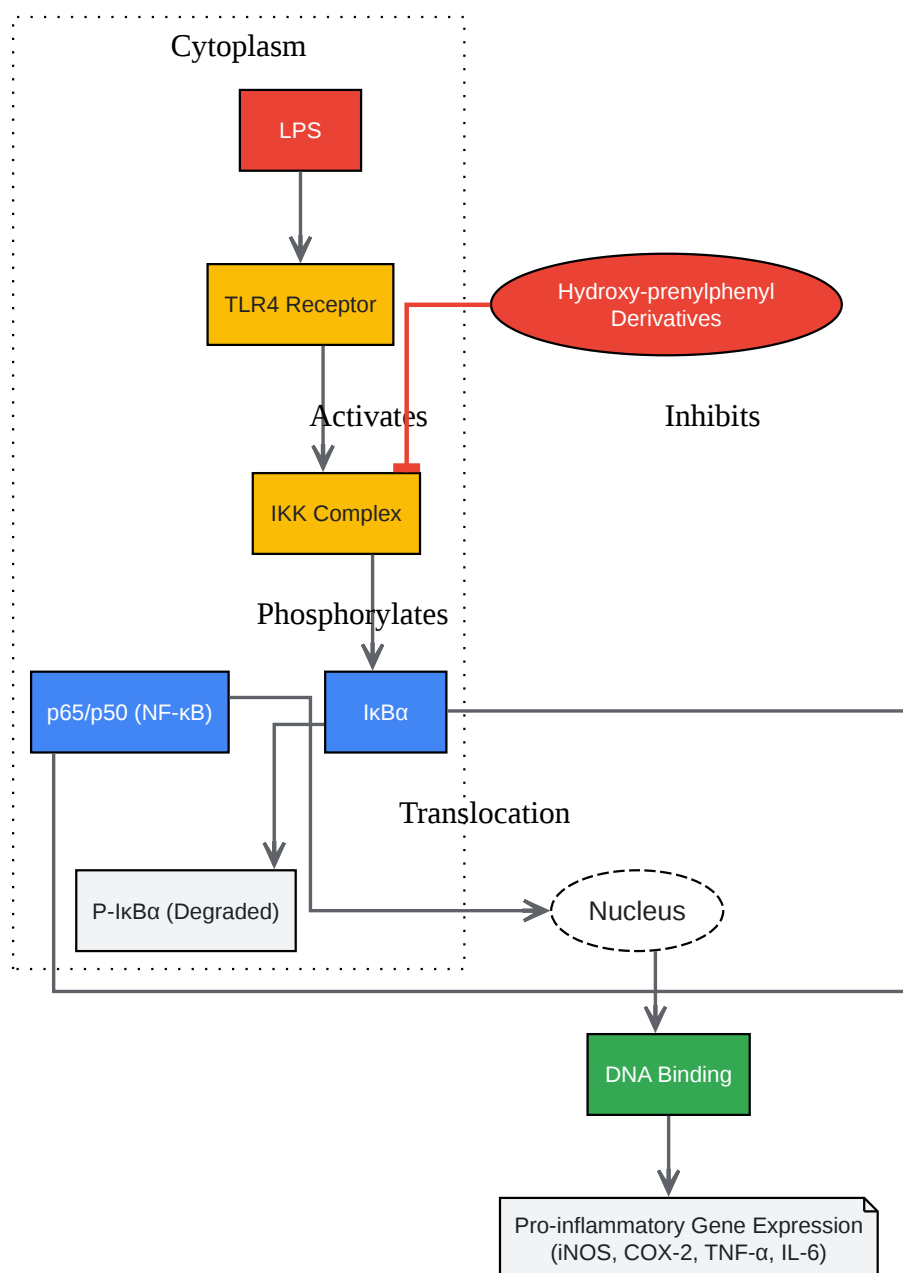 Cytoplasm
LPS
TLR4 Receptor
Hydroxy-prenylphenyl
Derivatives
Activates
Inhibits
IKK Complex
Phosphorylates
p65/p50 (NF-κB)
IκBα
Translocation
P-IκBα (Degraded)
Nucleus
DNA Binding
Pro-inflammatory Gene Expression
(iNOS, COX-2, TNF-α, IL-6)